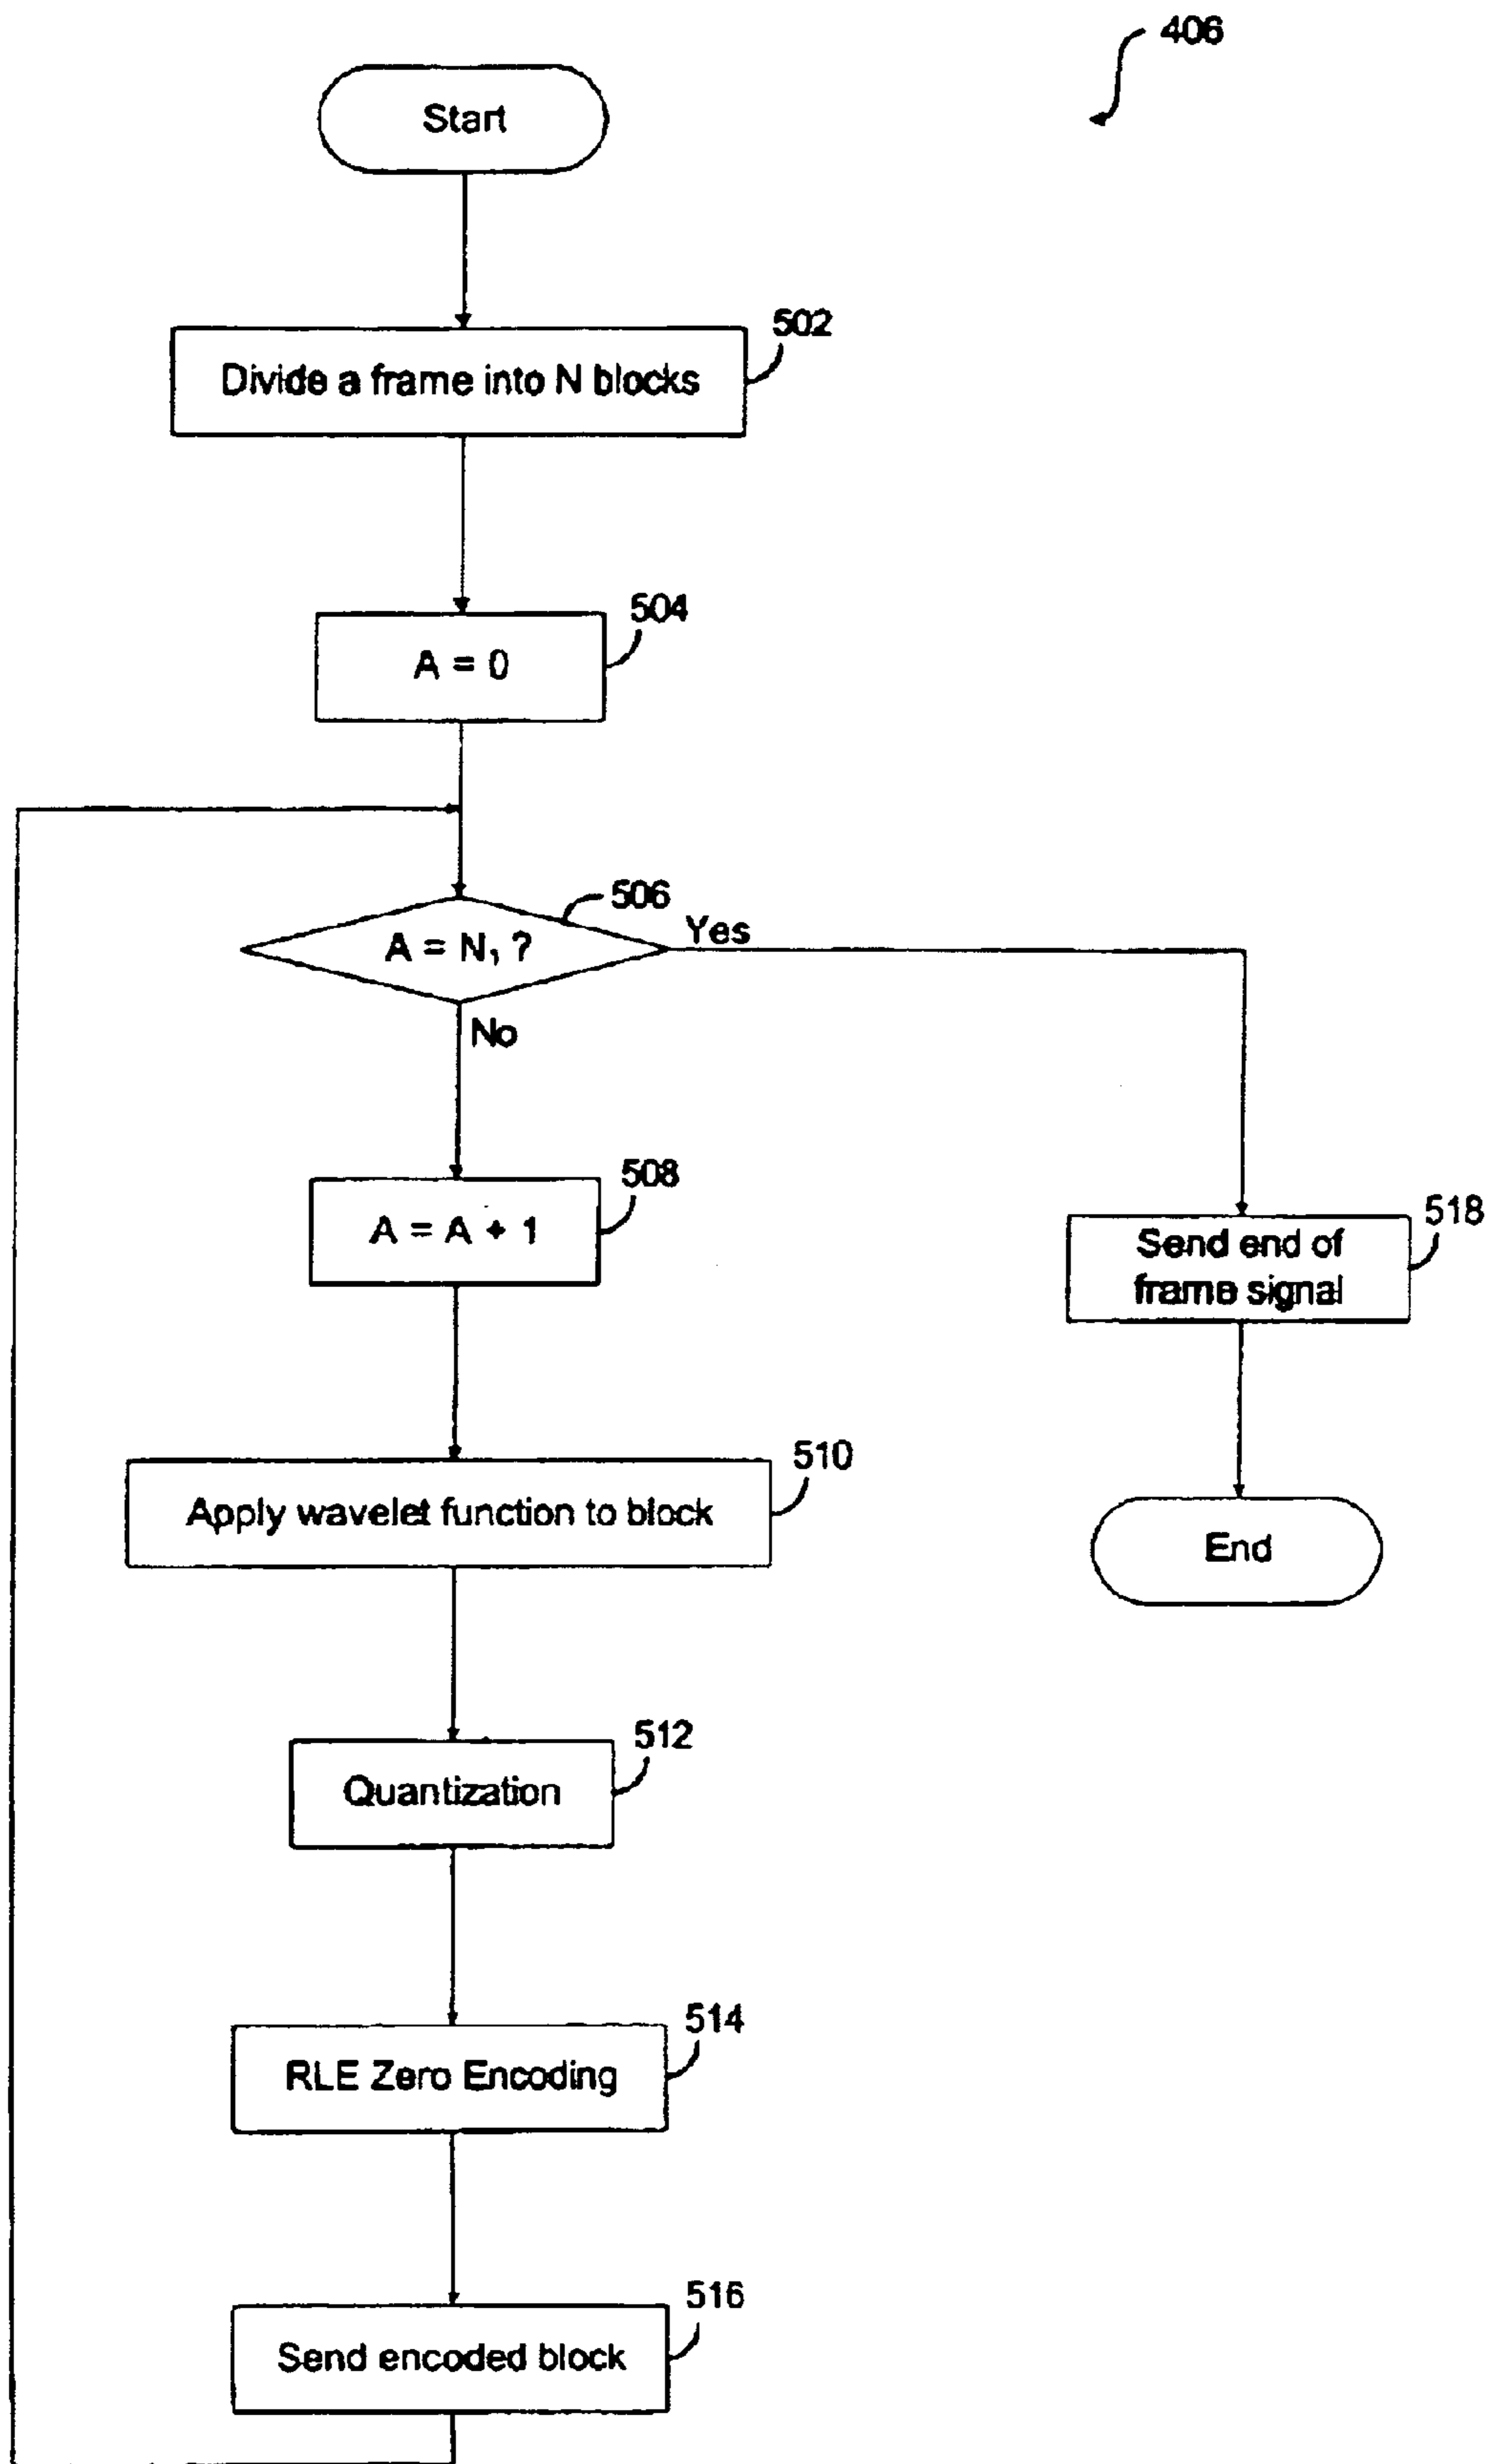 406
Start
502
Divide a frame into N blocks
504
A = 0
506
A = N, ?
Yes
No
508
A = A + 1
518
Send end of
frame signal
510
Apply wavelet function to block
End
512
Quantization
514
RLE Zero Encoding
516
Send encoded block